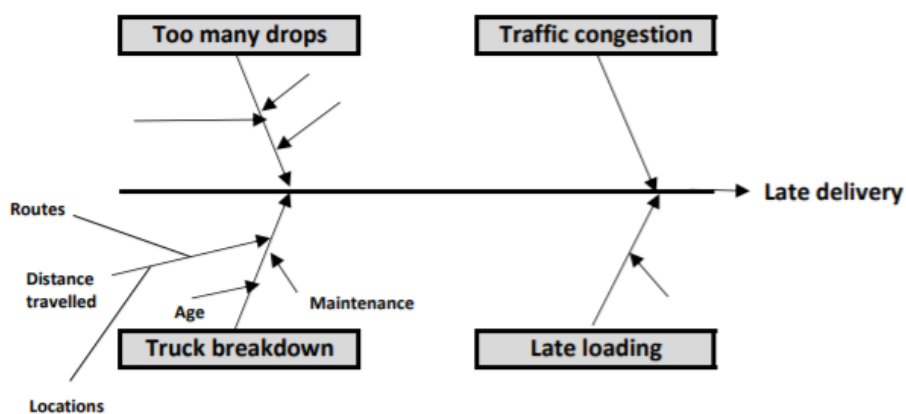 Too many drops
Traffic congestion
Late delivery
Routes
Distance
travelled
Age
Maintenance
Truck breakdown
Late loading
Locations